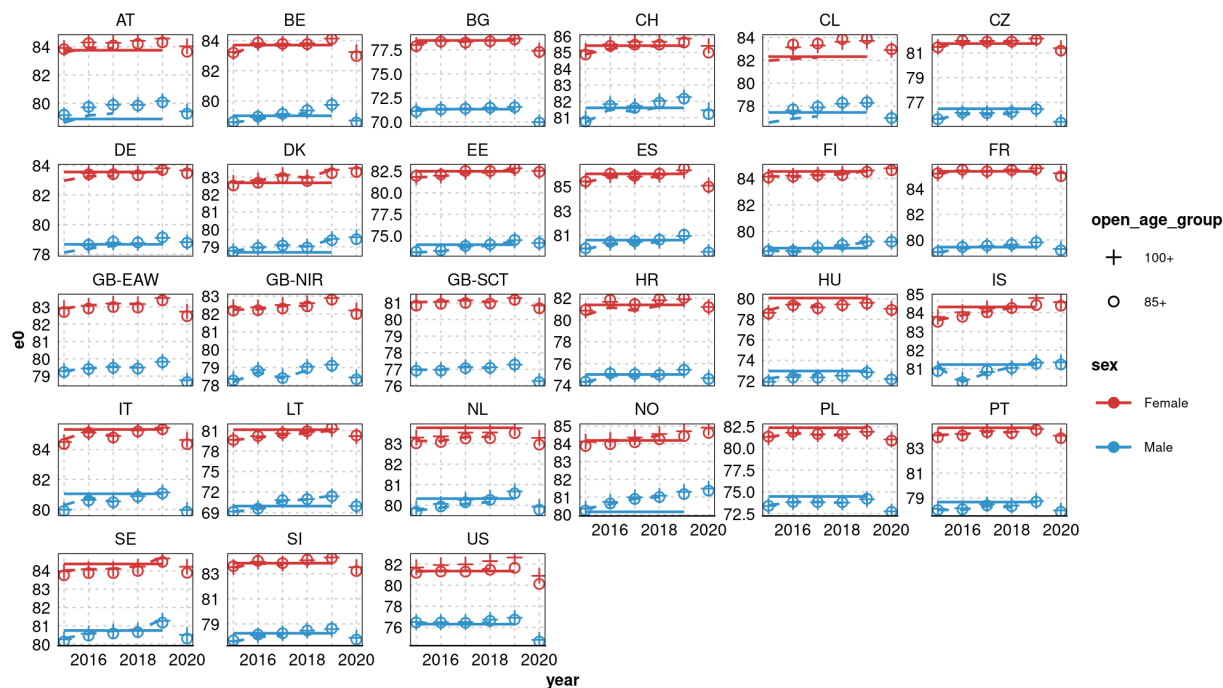 AT BE BG CH CL CZ
84 82 80
84 82 80
77.5 75.0 72.5 70.0
86 85 84 83 82 81
84 82 80 78
81 79 77
DE DK EE ES FI FR
84 82 80 78
83 82 81 80 79
82.5 80.0 77.5 75.0
85 83 81
84 82 80
84 82 80
GB-EAW GB-NIR GB-SCT HR HU IS
83 82 80 79
83 82 81 80 79 78
81 80 79 78 77 76
82 80 78 76 74
80 78 76 74 72
85 84 82 81
IT LT NL NO PL PT
84 82 80
81 78 75 72 69
83 82 81 80
85 84 83 82 81 80
82.5 80.0 77.5 75.0 72.5
83 81 79
2016 2018 2020 2016 2018 2020 2016 2018 2020
SE SI US
84 83 82 81 80
83 81 79
82 80 78 76
2016 2018 2020 2016 2018 2020 2016 2018 2020
year
e0
open_age_group
100+
85+
sex
Female
Male